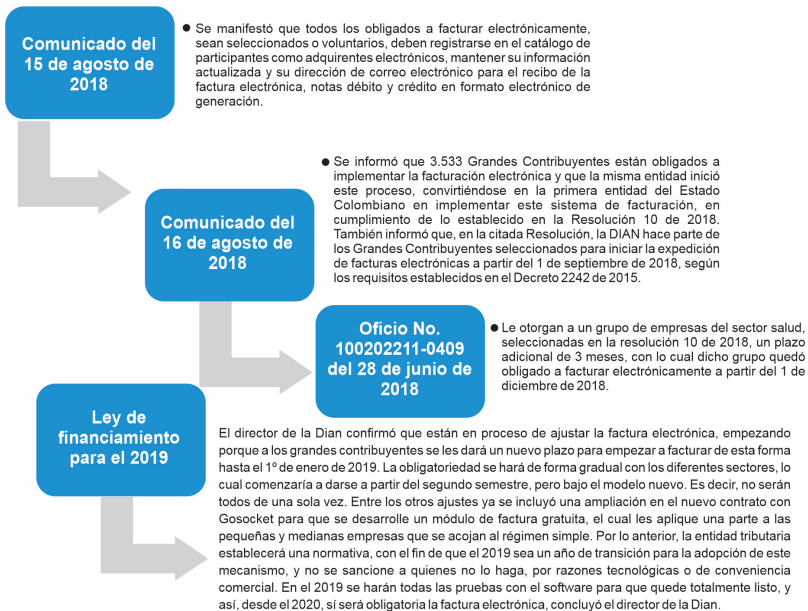 Comunicado del
15 de agosto de
2018
● Se manifestó que todos los obligados a facturar electrónicamente,
sean seleccionados o voluntarios, deben registrarse en el catálogo de
participantes como adquirentes electrónicos, mantener su información
actualizada y su dirección de correo electrónico para el recibo de la
factura electrónica, notas débito y crédito en formato electrónico de
generación.
Comunicado del
16 de agosto de
2018
● Se informó que 3.533 Grandes Contribuyentes están obligados a
implementar la facturación electrónica y que la misma entidad inició
este proceso, convirtiéndose en la primera entidad del Estado
Colombiano en implementar este sistema de facturación, en
cumplimiento de lo establecido en la Resolución 10 de 2018.
También informó que, en la citada Resolución, la DIAN hace parte de
los Grandes Contribuyentes seleccionados para iniciar la expedición
de facturas electrónicas a partir del 1 de septiembre de 2018, según
los requisitos establecidos en el Decreto 2242 de 2015.
Oficio No.
100202211-0409
del 28 de junio de
2018
● Le otorgan a un grupo de empresas del sector salud,
seleccionadas en la resolución 10 de 2018, un plazo
adicional de 3 meses, con lo cual dicho grupo quedó
obligado a facturar electrónicamente a partir del 1 de
diciembre de 2018.
Ley de
financiamiento
para el 2019
El director de la Dian confirmó que están en proceso de ajustar la factura electrónica, empezando
porque a los grandes contribuyentes se les dará un nuevo plazo para empezar a facturar de esta forma
hasta el 1º de enero de 2019. La obligatoriedad se hará de forma gradual con los diferentes sectores, lo
cual comenzaría a darse a partir del segundo semestre, pero bajo el modelo nuevo. Es decir, no serán
todos de una sola vez. Entre los otros ajustes ya se incluyó una ampliación en el nuevo contrato con
Gosocket para que se desarrolle un módulo de factura gratuita, el cual les aplique una parte a las
pequeñas y medianas empresas que se acojan al régimen simple. Por lo anterior, la entidad tributaria
establecerá una normativa, con el fin de que el 2019 sea un año de transición para la adopción de este
mecanismo, y no se sancione a quienes no lo haga, por razones tecnológicas o de conveniencia
comercial. En el 2019 se harán todas las pruebas con el software para que quede totalmente listo, y
así, desde el 2020, sí será obligatoria la factura electrónica, concluyó el director de la Dian.